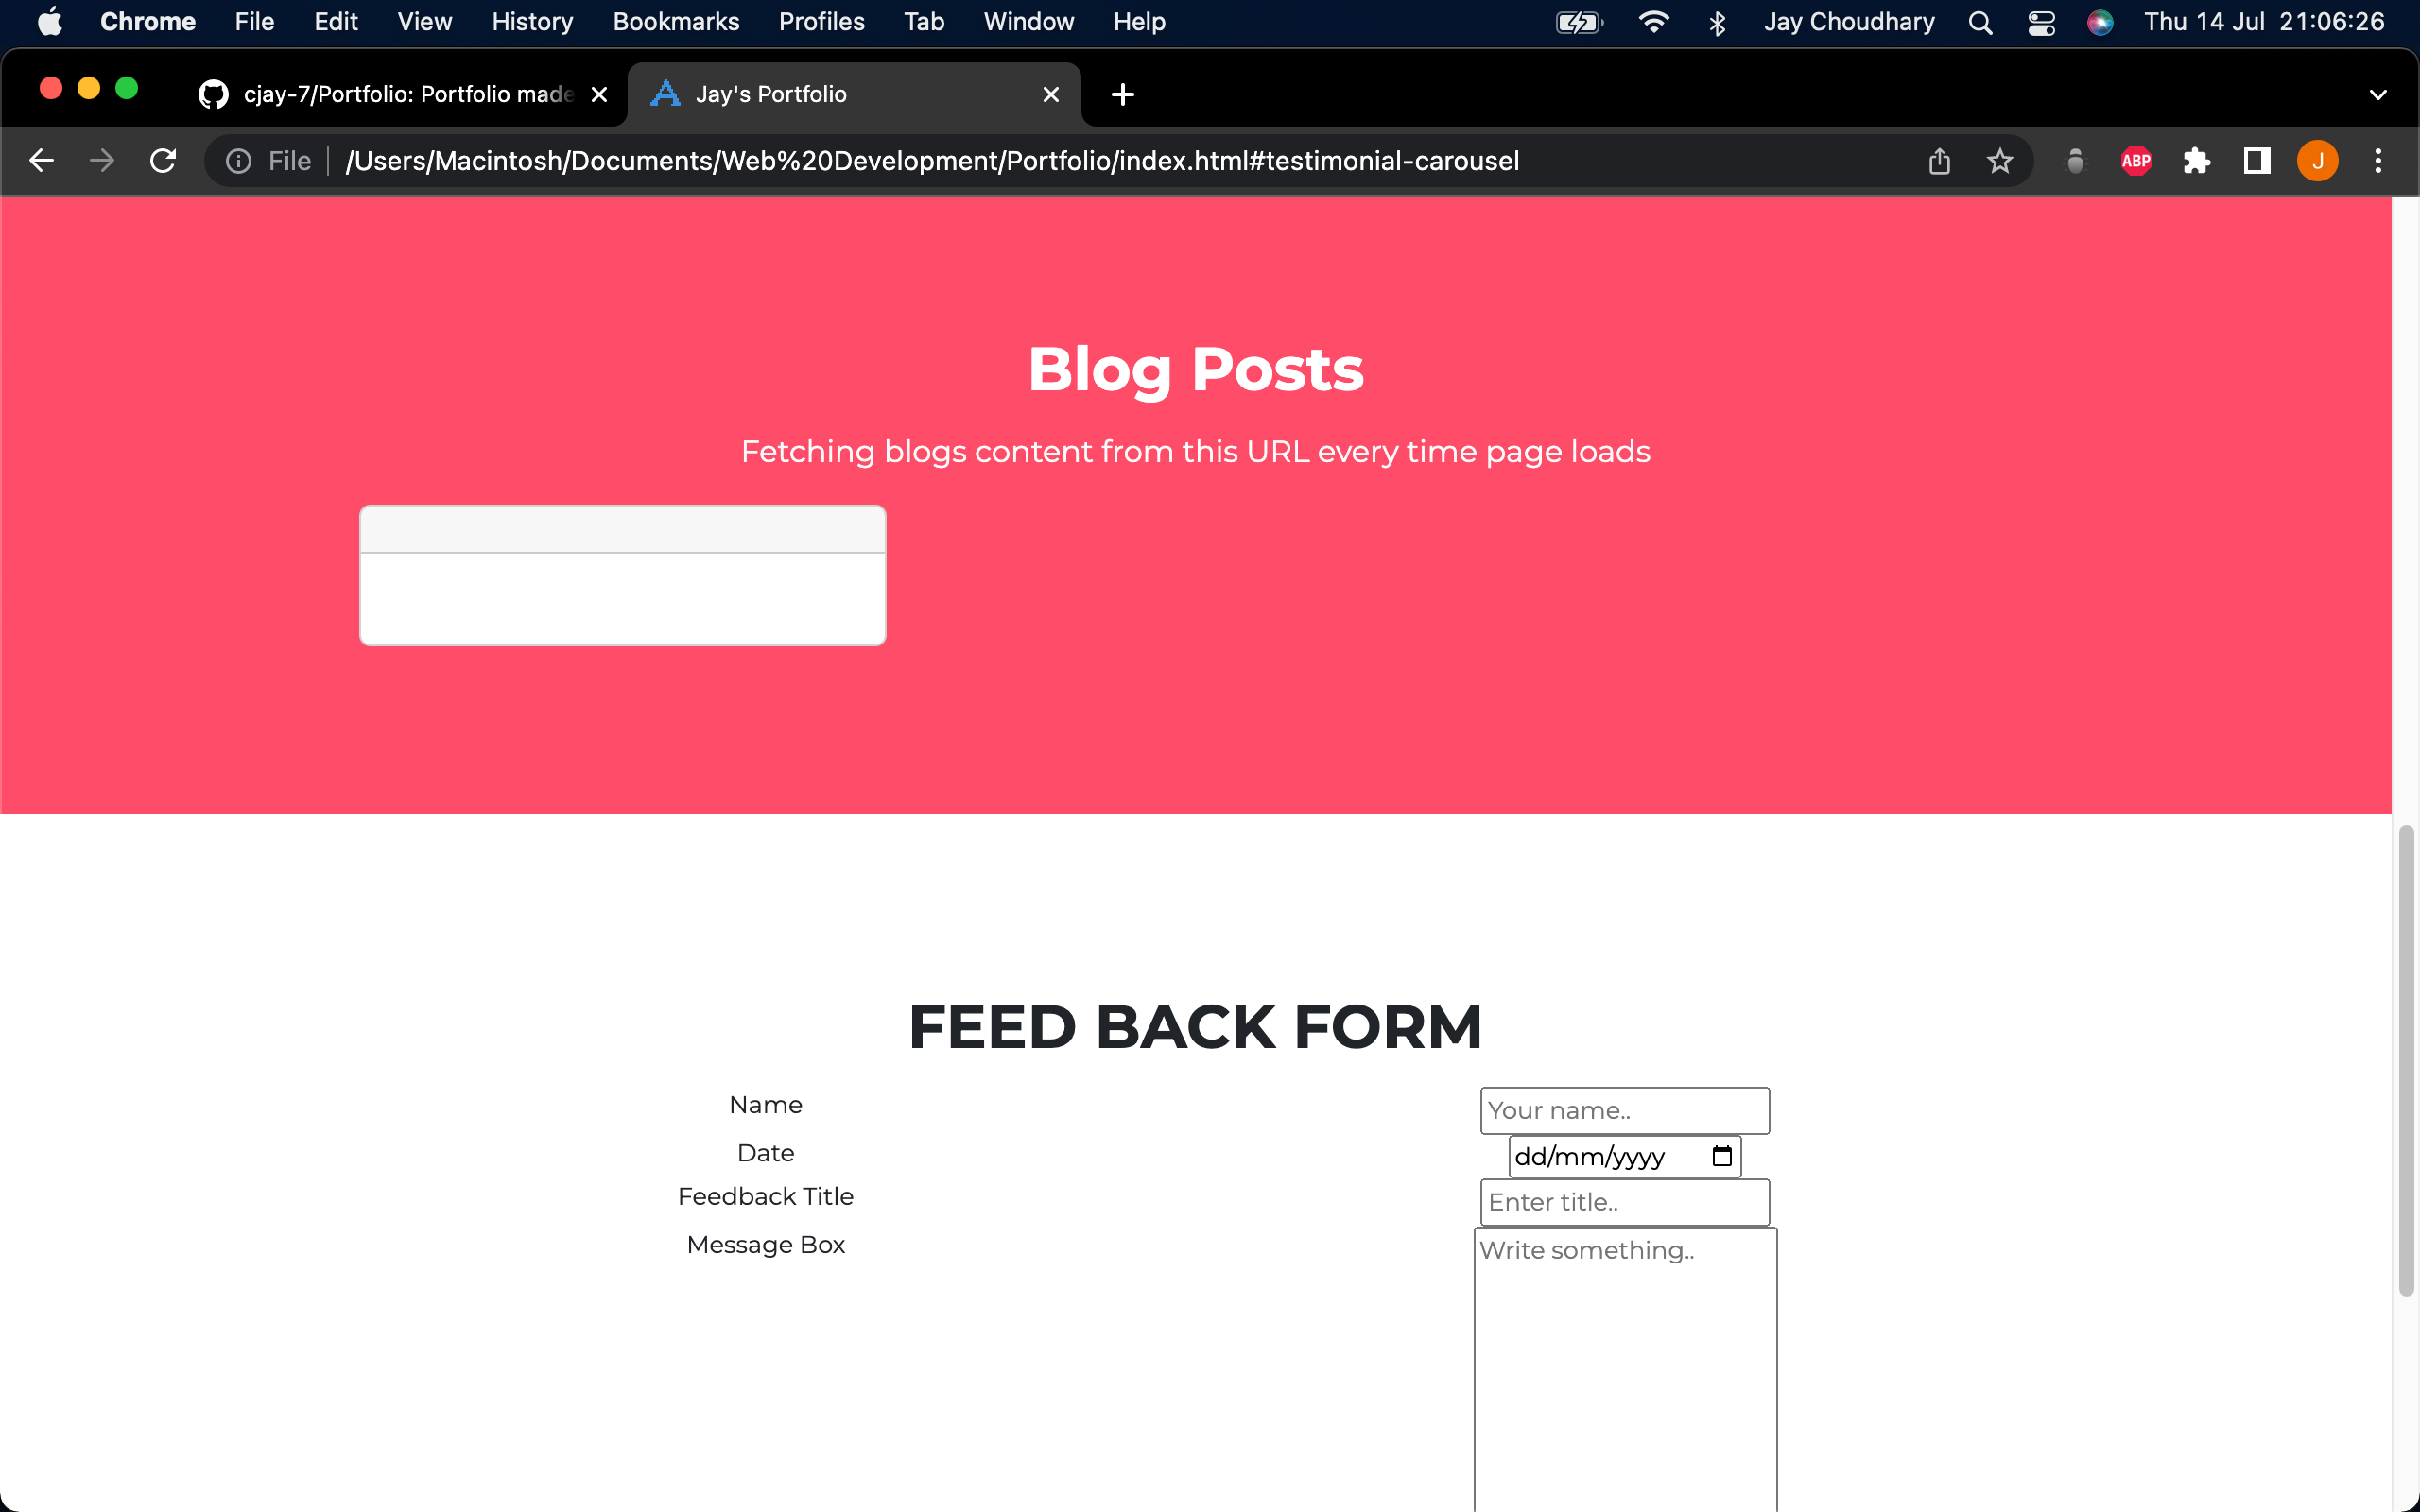 Chrome File Edit View History Bookmarks Profiles Tab Window Help Jay Choudhary Thu 14 Jul 21:06:26
cjay-7/Portfolio: Portfolio made Jay's Portfolio
File /Users/Macintosh/Documents/Web%20Development/Portfolio/index.html#testimonial-carousel ABP J
Blog Posts
Fetching blogs content from this URL every time page loads
FEED BACK FORM
Name Your name..
Date dd/mm/yyyy
Feedback Title Enter title..
Message Box Write something..